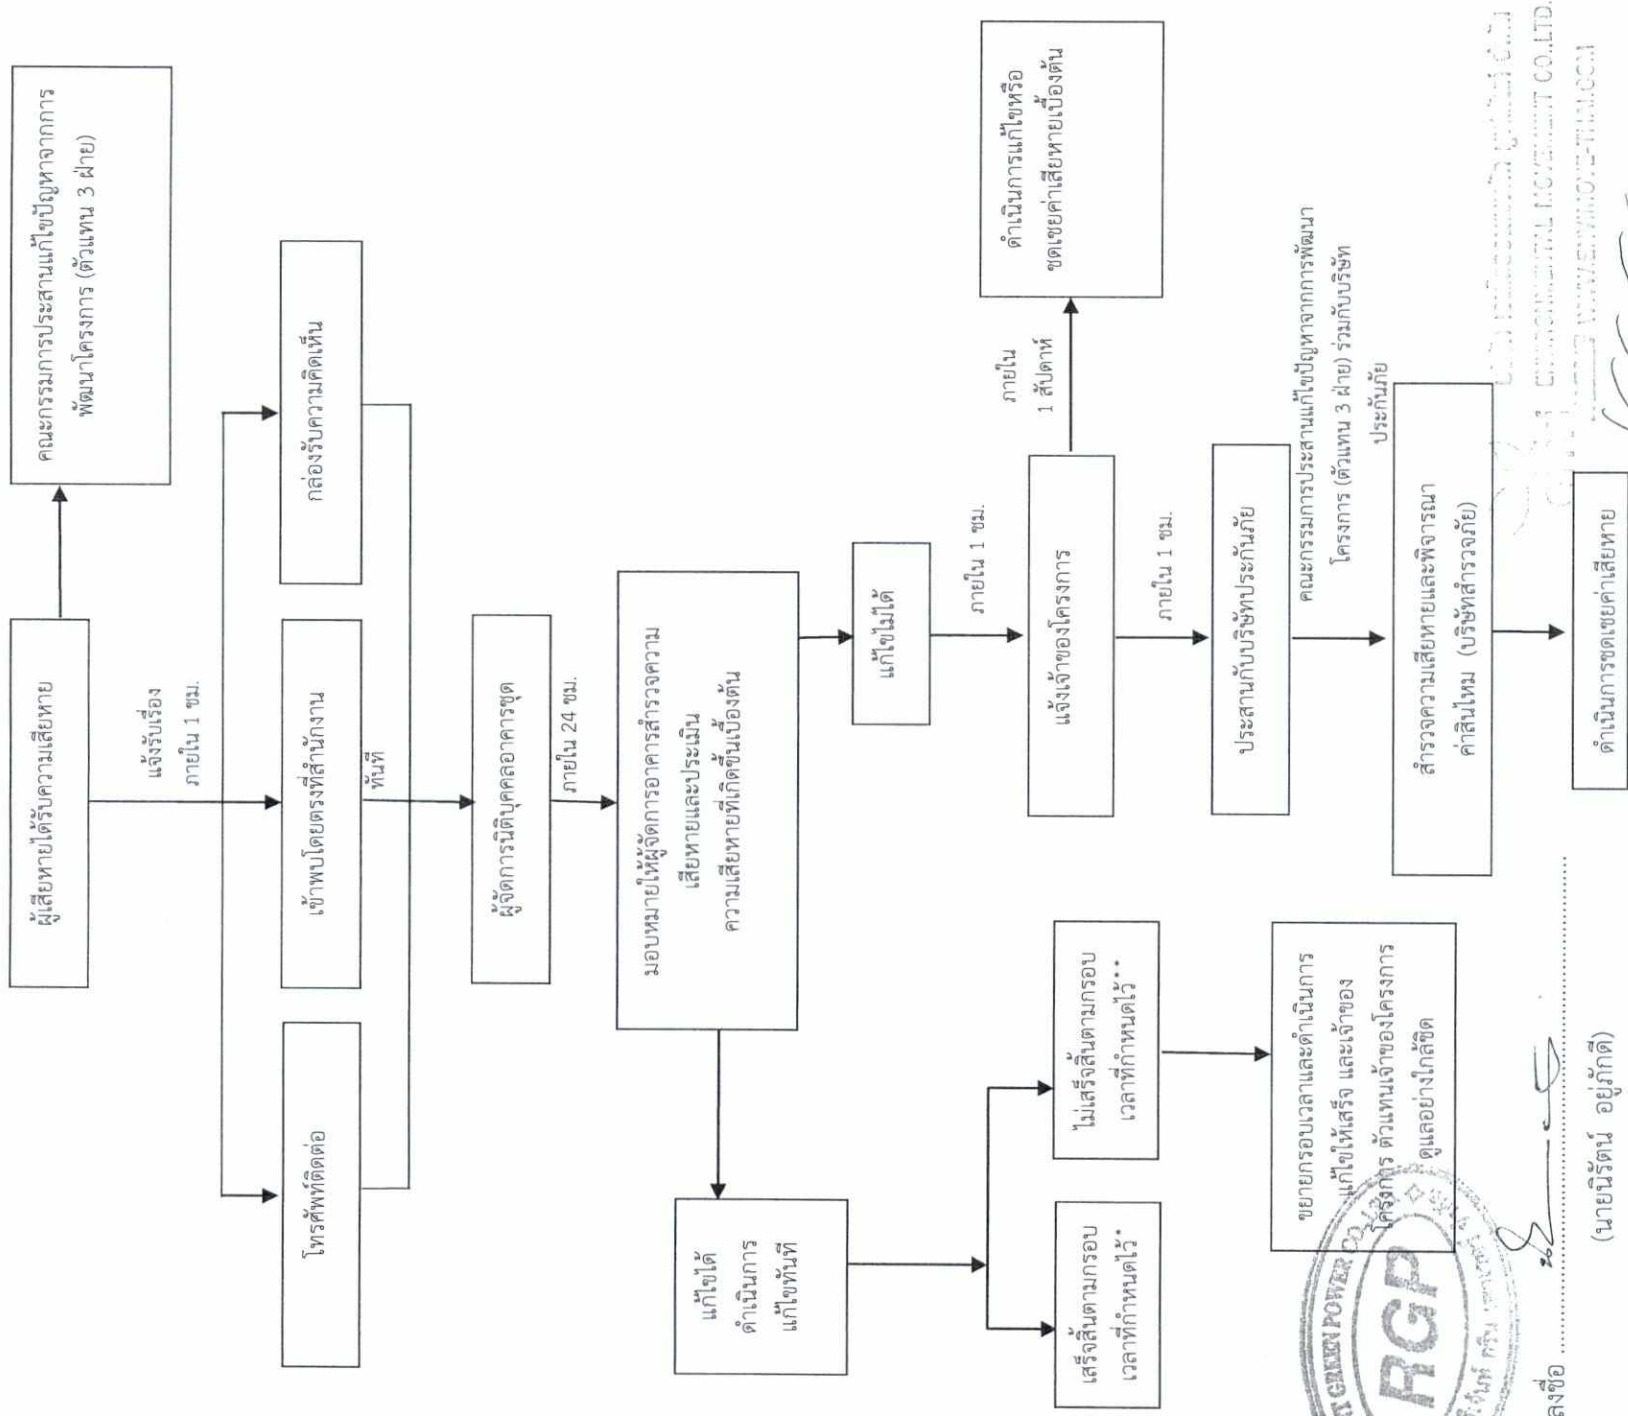 ผู้เสียหายได้รับความเสียหาย
คณะกรรมการประสานแก้ไขปัญหาจากการ
พัฒนาโครงการ (ตัวแทน 3 ฝ่าย)
แจ้งรับเรื่อง
ภายใน 1 ชม.
โทรศัพท์ติดต่อ
เข้าพบโดยตรงที่สำนักงาน
กล่องรับความคิดเห็น
ทันที
ผู้จัดการนิติบุคคลอาคารชุด
ภายใน 24 ชม.
มอบหมายให้ผู้จัดการอาคารสำรวจความ
เสียหายและประเมิน
ความเสียหายที่เกิดขึ้นเบื้องต้น
แก้ไขได้
ดำเนินการ
แก้ไขทันที
แก้ไขไม่ได้
ภายใน 1 ชม.
แจ้งเจ้าของโครงการ
ภายใน
1 สัปดาห์
ดำเนินการแก้ไขหรือ
ชดเชยค่าเสียหายเบื้องต้น
เสร็จสิ้นตามกรอบ
เวลาที่กำหนดไว้*
ไม่เสร็จสิ้นตามกรอบ
เวลาที่กำหนดไว้**
ภายใน 1 ชม.
ประสานกับบริษัทประกันภัย
คณะกรรมการประสานแก้ไขปัญหาจากการพัฒนา
โครงการ (ตัวแทน 3 ฝ่าย) ร่วมกับบริษัท
ประกันภัย
ขยายกรอบเวลาและดำเนินการ
แก้ไขให้เสร็จ และเจ้าของ
โครงการ ตัวแทนเจ้าของโครงการ
ดูแลอย่างใกล้ชิด
สำรวจความเสียหายและพิจารณา
ค่าสินไหม (บริษัทสำรวจภัย)
ดำเนินการชดเชยค่าเสียหาย
GREEN POWER CO.,LTD
RGP
ENVIRONMENTAL MOVEMENT CO.,LTD.
ลงชื่อ
(นายนิรัตน์ อยู่ภักดี)